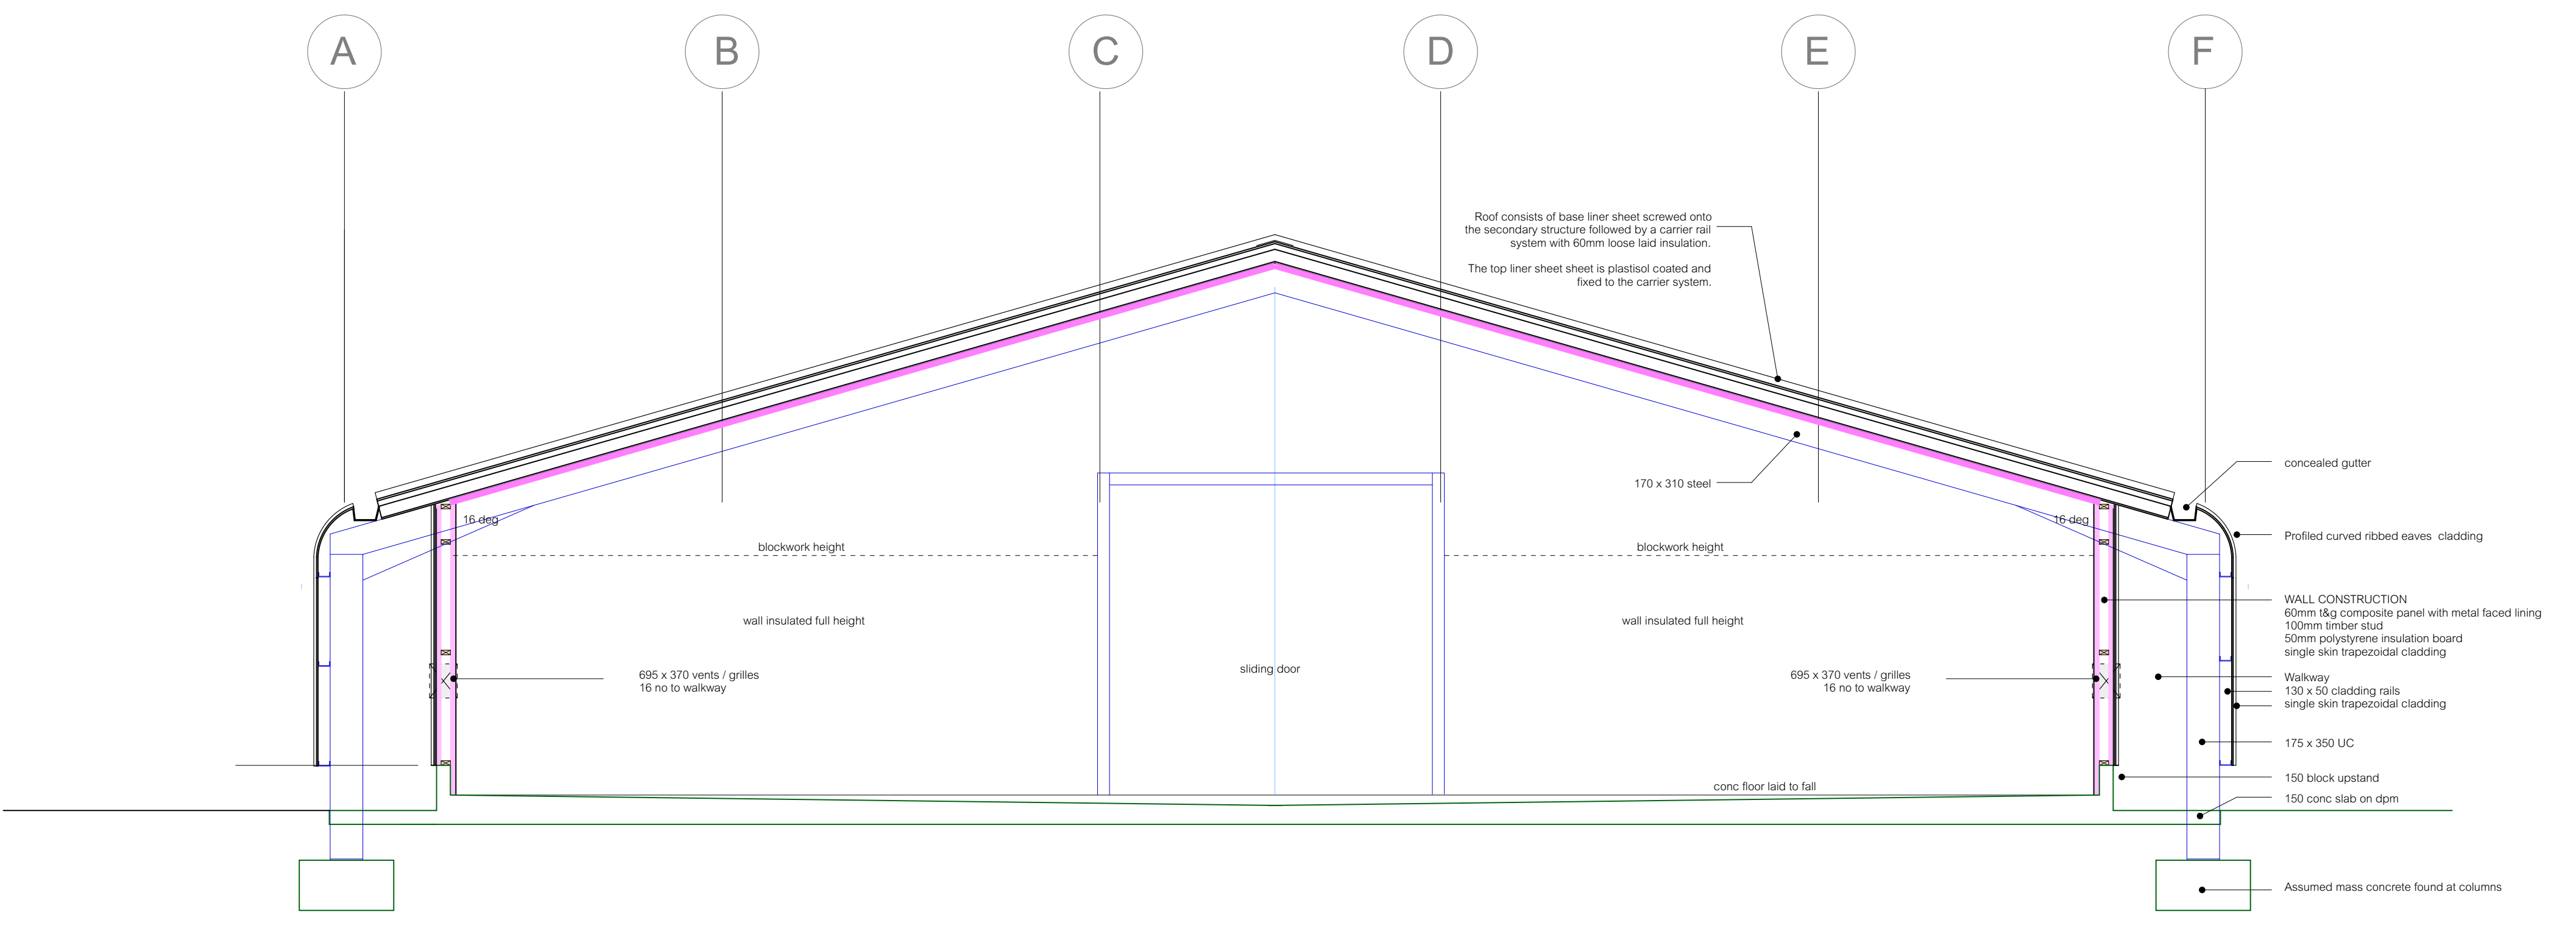 A
B
C
D
E
F
Roof consists of base liner sheet screwed onto
the secondary structure followed by a carrier rail
system with 60mm loose laid insulation.
The top liner sheet sheet is plastisol coated and
fixed to the carrier system.
concealed gutter
170 x 310 steel
16 deg
16 deg
Profiled curved ribbed eaves cladding
blockwork height
blockwork height
WALL CONSTRUCTION
60mm t&g composite panel with metal faced lining
100mm timber stud
50mm polystyrene insulation board
single skin trapezoidal cladding
wall insulated full height
wall insulated full height
sliding door
695 x 370 vents / grilles
16 no to walkway
695 x 370 vents / grilles
16 no to walkway
Walkway
130 x 50 cladding rails
single skin trapezoidal cladding
175 x 350 UC
150 block upstand
conc floor laid to fall
150 conc slab on dpm
Assumed mass concrete found at columns